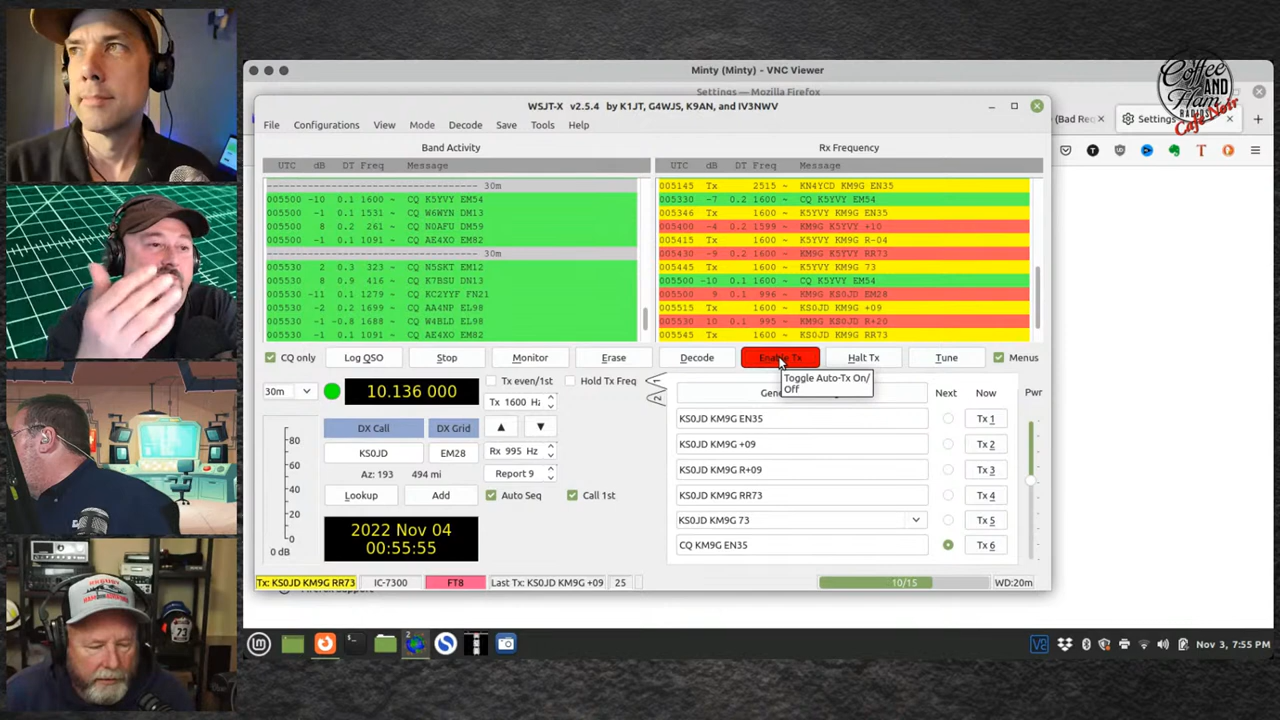 Coffee
AND
Ham
RADIOS
Café Noir
Minty (Minty) - VNC Viewer
Settings — Mozilla Firefox
(Bad Req
Settings
WSJT-X v2.5.4 by K1JT, G4WJS, K9AN, and IV3NWV
File Configurations View Mode Decode Save Tools Help
Band Activity
UTC dB DT Freq Message
---------------------------------- 30m
005500 -10 0.1 1600 ~ CQ K5YVY EM54
005500 -1 0.1 1531 ~ CQ W6WYN DM13
005500 8 0.2 261 ~ CQ N0AFU DM59
005500 -1 0.1 1091 ~ CQ AE4XO EM82
---------------------------------- 30m
005530 2 0.3 323 ~ CQ N5SKT EM12
005530 8 0.9 416 ~ CQ K7BSU DN13
005530 -11 0.1 1279 ~ CQ KC2YYF FN21
005530 -2 0.2 1699 ~ CQ AA4NP EL98
005530 -1 -0.8 1688 ~ CQ W4BLD EL98
005530 -1 0.1 1091 ~ CQ AE4XO EM82
Rx Frequency
UTC dB DT Freq Message
005145 Tx 2515 ~ KN4YCD KM9G EN35
005330 -7 0.2 1600 ~ CQ K5YVY EM54
005346 Tx 1600 ~ K5YVY KM9G EN35
005400 -4 0.2 1599 ~ KM9G K5YVY +10
005415 Tx 1600 ~ K5YVY KM9G R-04
005430 -9 0.2 1600 ~ KM9G K5YVY RR73
005445 Tx 1600 ~ K5YVY KM9G 73
005500 -10 0.1 1600 ~ CQ K5YVY EM54
005500 9 0.1 996 ~ KM9G KS0JD EM28
005515 Tx 1600 ~ KS0JD KM9G +09
005530 10 0.1 995 ~ KM9G KS0JD R+20
005545 Tx 1600 ~ KS0JD KM9G RR73
CQ only Log QSO Stop Monitor Erase Decode Enable Tx Halt Tx Tune Menus
Toggle Auto-Tx On/
Off
30m 10.136 000
Tx even/1st Hold Tx Freq
Tx 1600 Hz
1
2
DX Call DX Grid
KS0JD EM28
Rx 995 Hz
Az: 193 494 mi
Report 9
Lookup Add
Auto Seq Call 1st
2022 Nov 04
00:55:55
80
60
40
20
0
0 dB
Next Now Pwr
KS0JD KM9G EN35 Tx 1
KS0JD KM9G +09 Tx 2
KS0JD KM9G R+09 Tx 3
KS0JD KM9G RR73 Tx 4
KS0JD KM9G 73 Tx 5
CQ KM9G EN35 Tx 6
Tx: KS0JD KM9G RR73 IC-7300 FT8 Last Tx: KS0JD KM9G +09 25 10/15 WD:20m
Nov 3, 7:55 PM
73